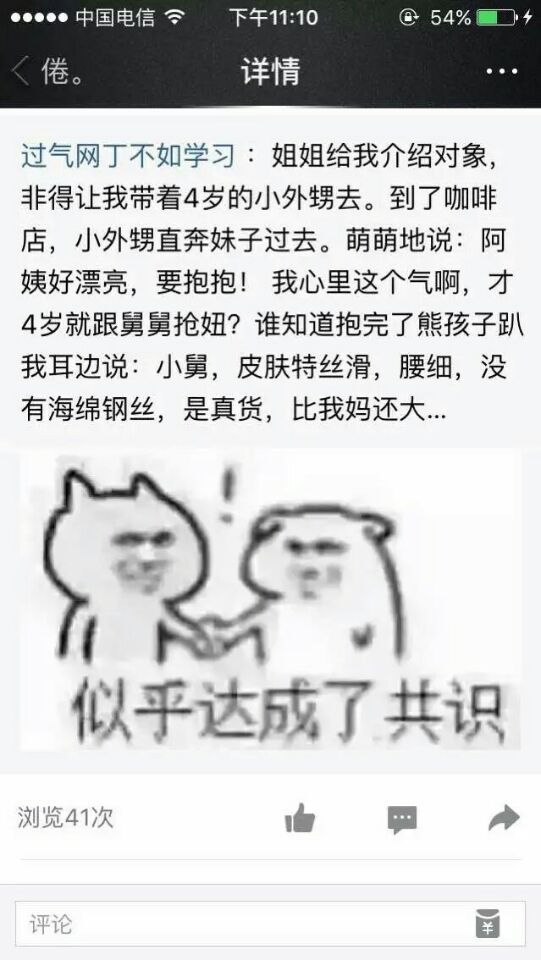 中国电信 下午11:10 54%
倦。 详情
过气网丁不如学习 ：姐姐给我介绍对象，
非得让我带着4岁的小外甥去。到了咖啡
店，小外甥直奔妹子过去。萌萌地说：阿
姨好漂亮，要抱抱！ 我心里这个气啊，才
4岁就跟舅舅抢妞？谁知道抱完了熊孩子趴
我耳边说：小舅，皮肤特丝滑，腰细，没
有海绵钢丝，是真货，比我妈还大...
！
似乎达成了共识
浏览41次
评论
¥